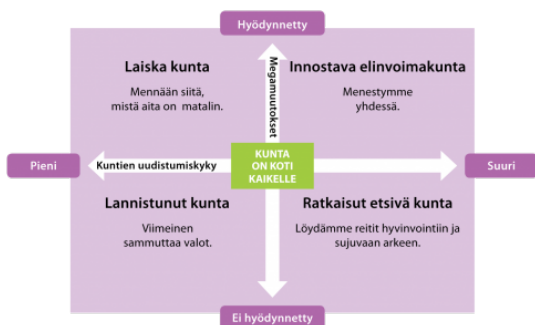 Hyödynnetty
Laiska kunta
Mennään siitä,
mistä aita on matalin.
Megamuutokset
Innostava elinvoimakunta
Menestymme
yhdessä.
Pieni
Kuntien uudistumiskyky
KUNTA
ON KOTI
KAIKELLE
Suuri
Lannistunut kunta
Viimeinen
sammuttaa valot.
Ratkaisut etsivä kunta
Löydämme reitit hyvinvointiin ja
sujuvaan arkeen.
Ei hyödynnetty